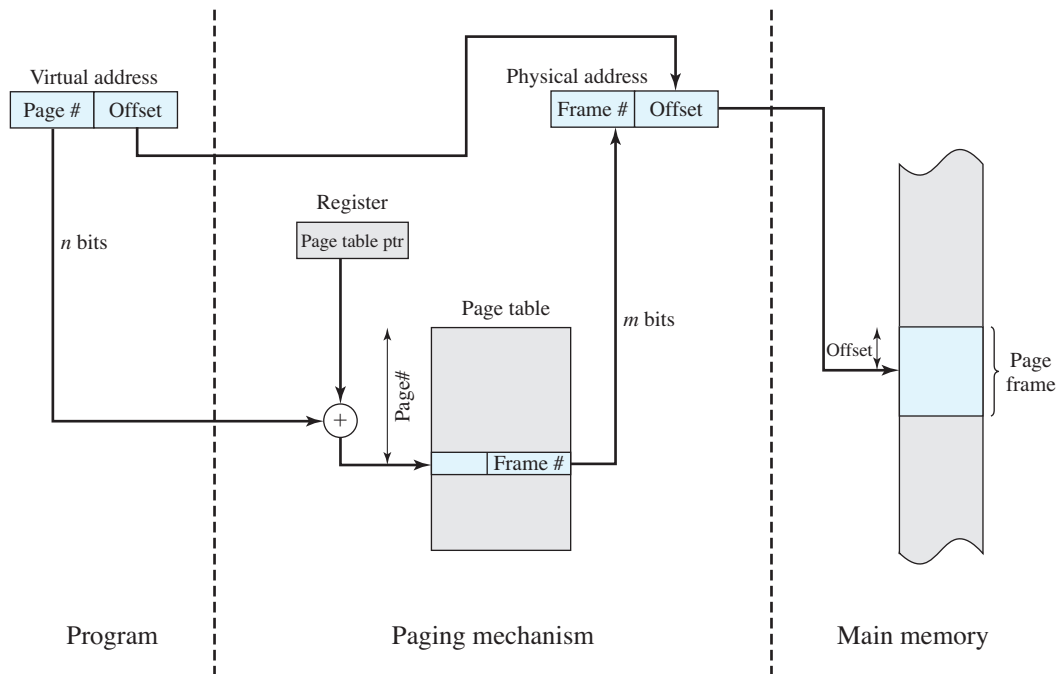 Virtual address
Page #
Offset
Physical address
Frame #
Offset
n bits
Register
Page table ptr
Page table
m bits
Page#
+
Frame #
Offset
Page
frame
Program
Paging mechanism
Main memory